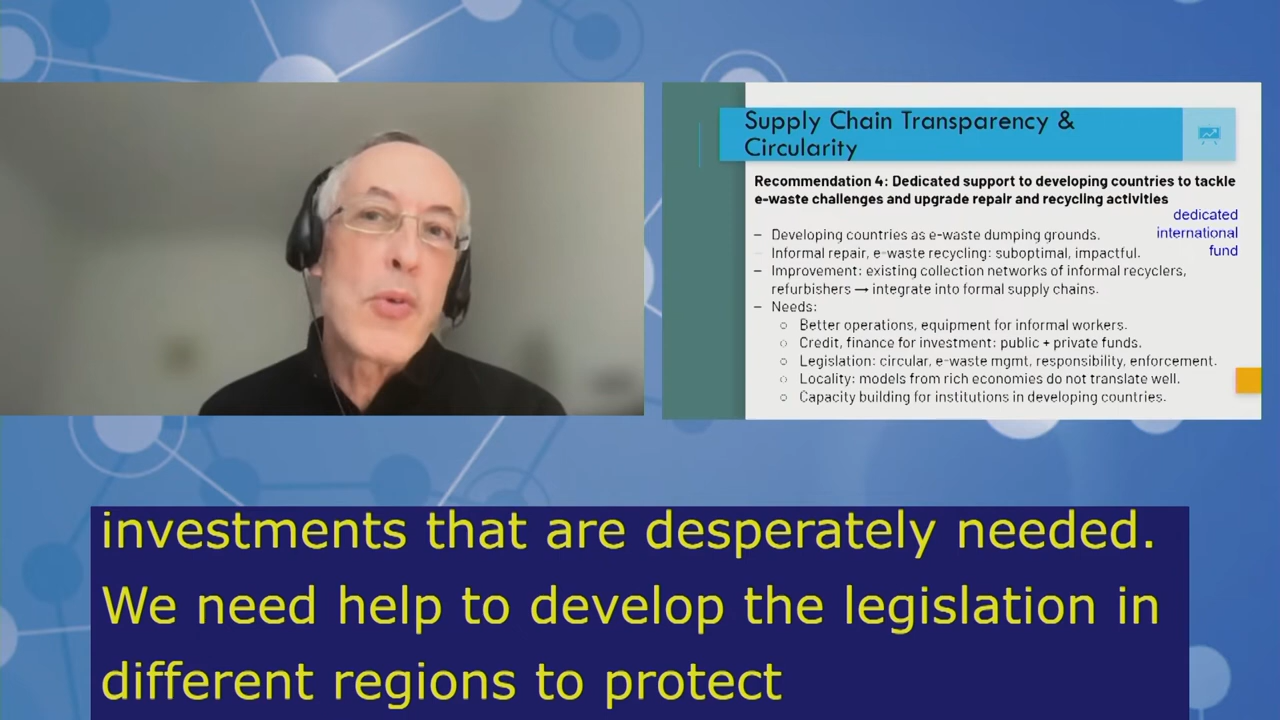 Supply Chain Transparency &
Circularity
Recommendation 4: Dedicated support to developing countries to tackle
e-waste challenges and upgrade repair and recycling activities
dedicated
international
fund
– Developing countries as e-waste dumping grounds.
– Informal repair, e-waste recycling: suboptimal, impactful.
– Improvement: existing collection networks of informal recyclers,
refurbishers → integrate into formal supply chains.
– Needs:
○ Better operations, equipment for informal workers.
○ Credit, finance for investment: public + private funds.
○ Legislation: circular, e-waste mgmt, responsibility, enforcement.
○ Locality: models from rich economies do not translate well.
○ Capacity building for institutions in developing countries.
investments that are desperately needed.
We need help to develop the legislation in
different regions to protect